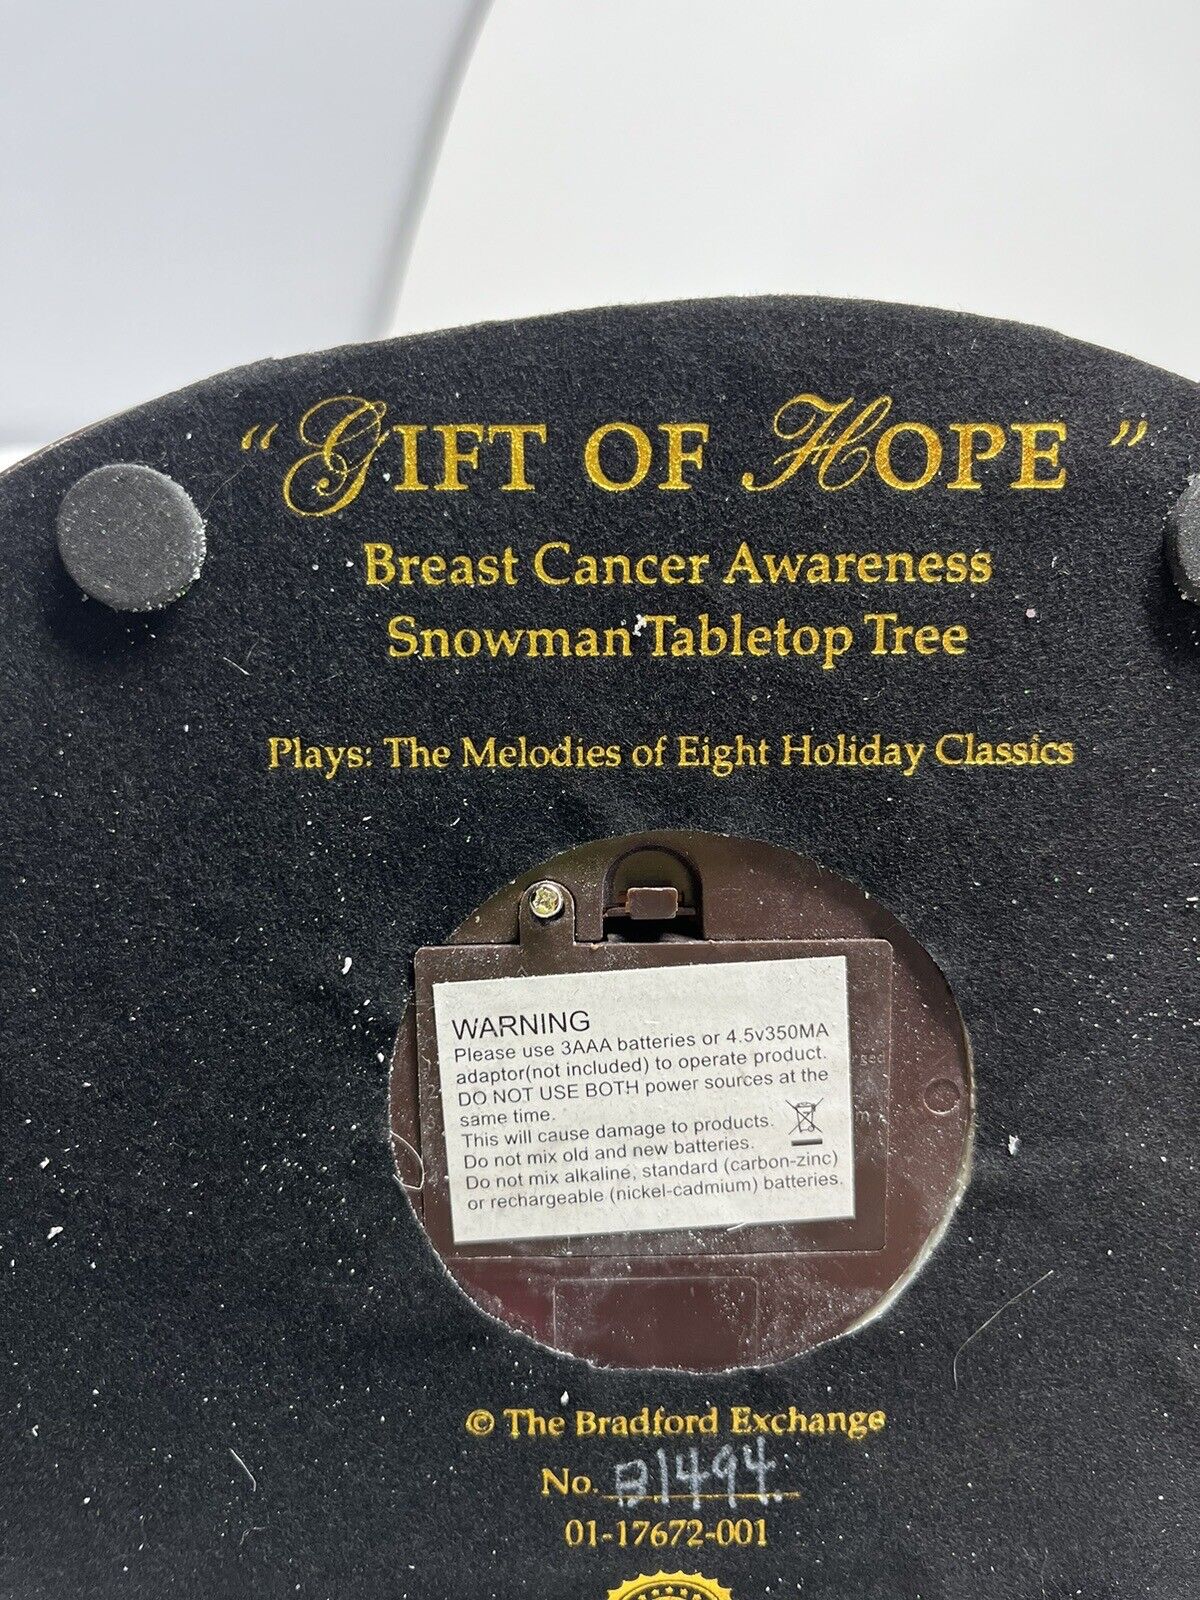 "Gift of Hope"
Breast Cancer Awareness
Snowman Tabletop Tree
Plays: The Melodies of Eight Holiday Classics
WARNING
Please use 3AAA batteries or 4.5v350MA
adaptor(not included) to operate product.
DO NOT USE BOTH power sources at the
same time.
This will cause damage to products.
Do not mix old and new batteries.
Do not mix alkaline, standard (carbon-zinc)
or rechargeable (nickel-cadmium) batteries.
© The Bradford Exchange
No. B1494
01-17672-001